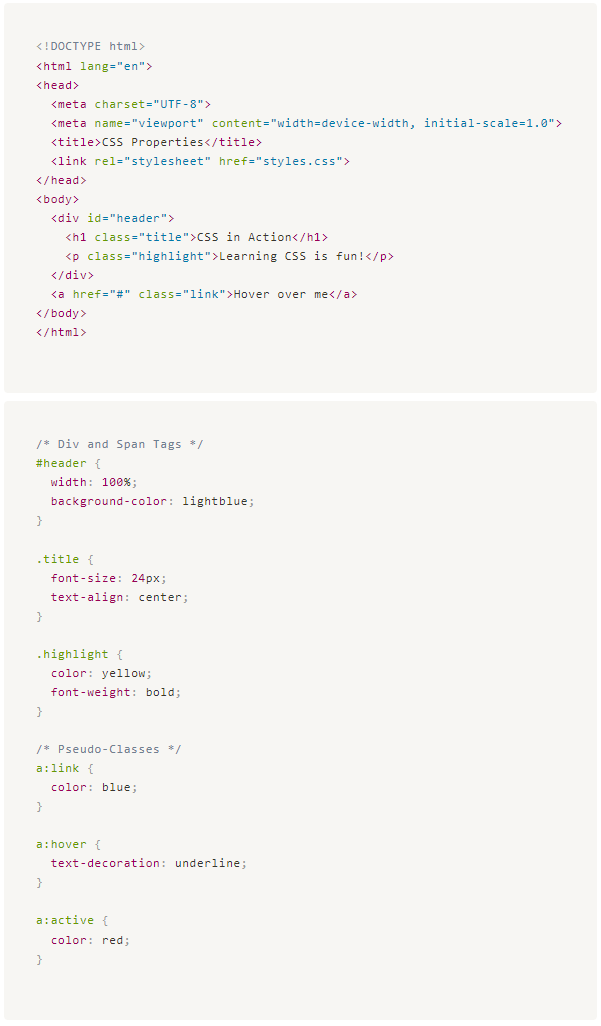 <!DOCTYPE html>
<html lang="en">
<head>
  <meta charset="UTF-8">
  <meta name="viewport" content="width=device-width, initial-scale=1.0">
  <title>CSS Properties</title>
  <link rel="stylesheet" href="styles.css">
</head>
<body>
  <div id="header">
    <h1 class="title">CSS in Action</h1>
    <p class="highlight">Learning CSS is fun!</p>
  </div>
  <a href="#" class="link">Hover over me</a>
</body>
</html>
/* Div and Span Tags */
#header {
  width: 100%;
  background-color: lightblue;
}
.title {
  font-size: 24px;
  text-align: center;
}
.highlight {
  color: yellow;
  font-weight: bold;
}
/* Pseudo-Classes */
a:link {
  color: blue;
}
a:hover {
  text-decoration: underline;
}
a:active {
  color: red;
}